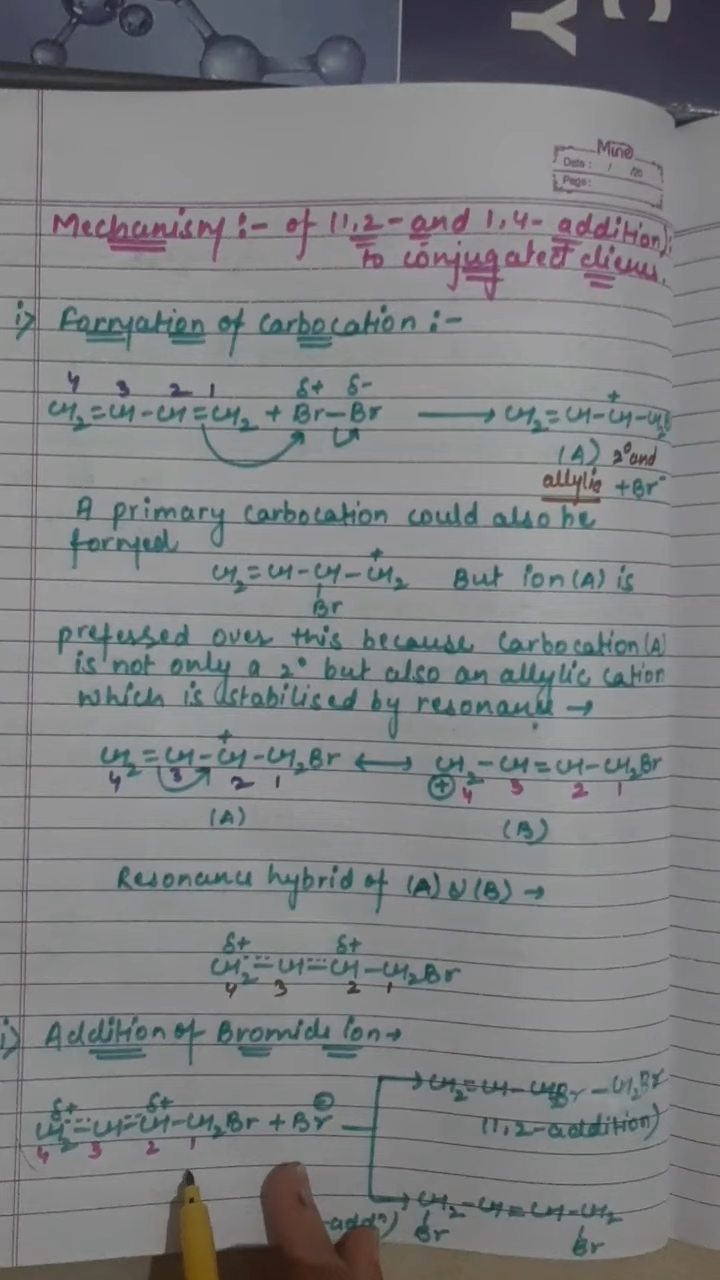 C
Y
Mine
Date : / /20
Page:
Mechanism :- of (1,2- and 1,4- addition)
to conjugated dienes.
i) Formation of Carbocation :-
4 3 2 1 δ+ δ-
CH₂=CH-CH=CH₂ + Br-Br ⟶ CH₂=CH-CH⁺-CH₂B
(A) 2° and
allylic + Br⁻
A primary carbocation could also be
formed
CH₂=CH-CH-CH₂⁺ But ion (A) is
Br
preferred over this because Carbocation (A)
is not only a 2° but also an allylic cation
which is stabilised by resonance →
CH₂=CH-CH⁺-CH₂Br ⟷ CH₂-CH=CH-CH₂Br
4 3 2 1 ⊕ 4 3 2 1
(A) (B)
Resonance hybrid of (A) & (B) →
δ+ δ+
CH₂=CH=CH-CH₂Br
4 3 2 1
i) Addition of Bromide Ion →
CH₂=CH-CHBr-CH₂Br
δ+ δ+ ⊖
CH₂=CH=CH-CH₂Br + Br
(1,2-addition)
4 3 2 1
CH₂-CH=CH-CH₂
-addⁿ) Br Br